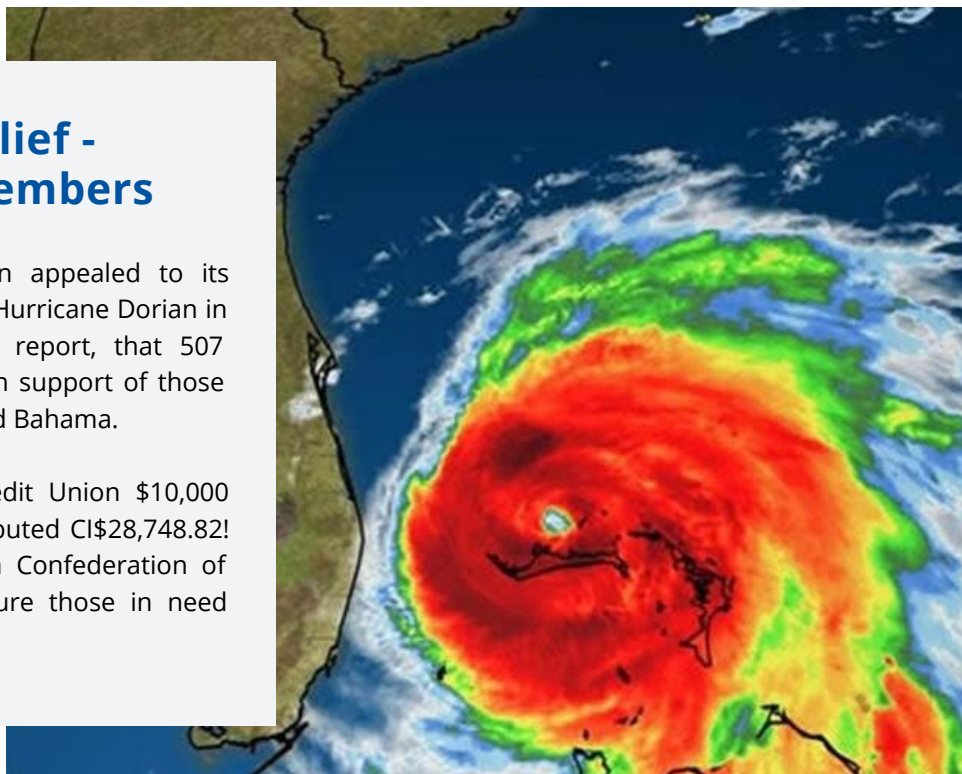 lief -
embers
n appealed to its
Hurricane Dorian in
report, that 507
n support of those
d Bahama.
edit Union $10,000
buted CI$28,748.82!
n Confederation of
ure those in need